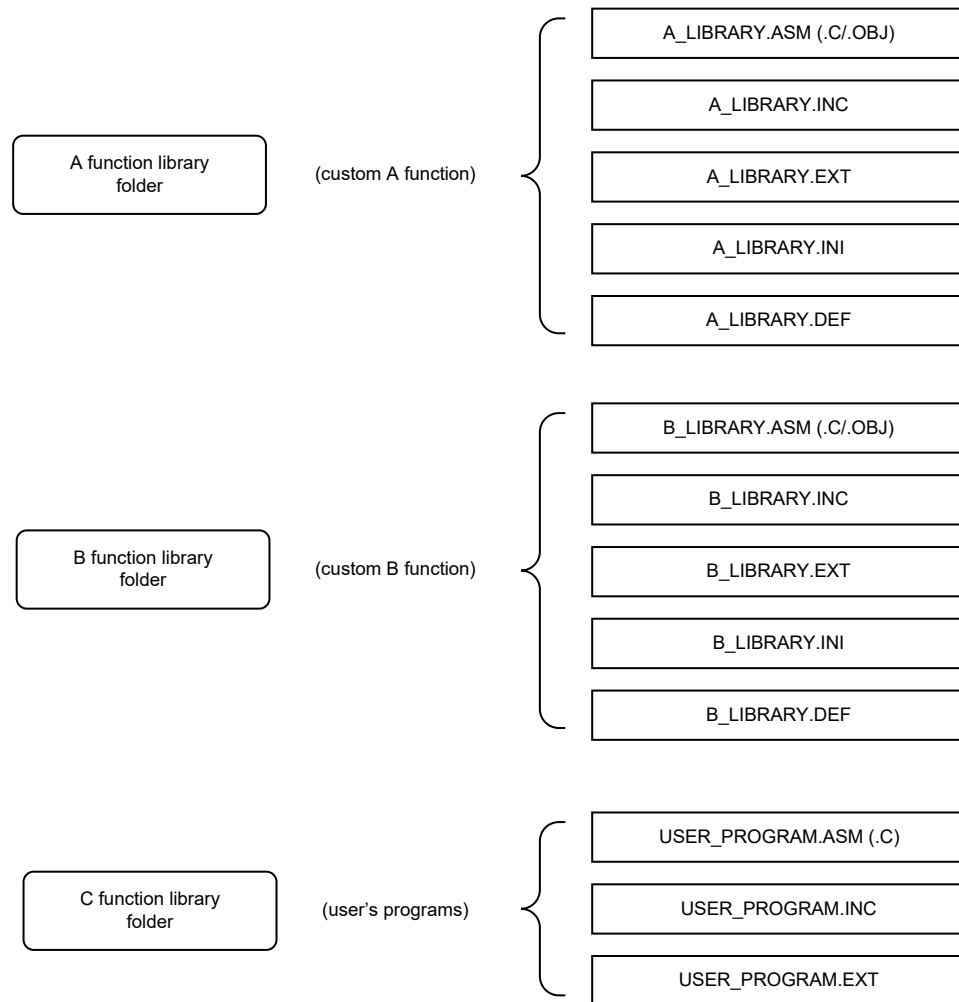 A_LIBRARY.ASM (.C/.OBJ)
A_LIBRARY.INC
A function library
folder
(custom A function)
A_LIBRARY.EXT
A_LIBRARY.INI
A_LIBRARY.DEF
B_LIBRARY.ASM (.C/.OBJ)
B_LIBRARY.INC
B function library
folder
(custom B function)
B_LIBRARY.EXT
B_LIBRARY.INI
B_LIBRARY.DEF
USER_PROGRAM.ASM (.C)
C function library
folder
(user's programs)
USER_PROGRAM.INC
USER_PROGRAM.EXT